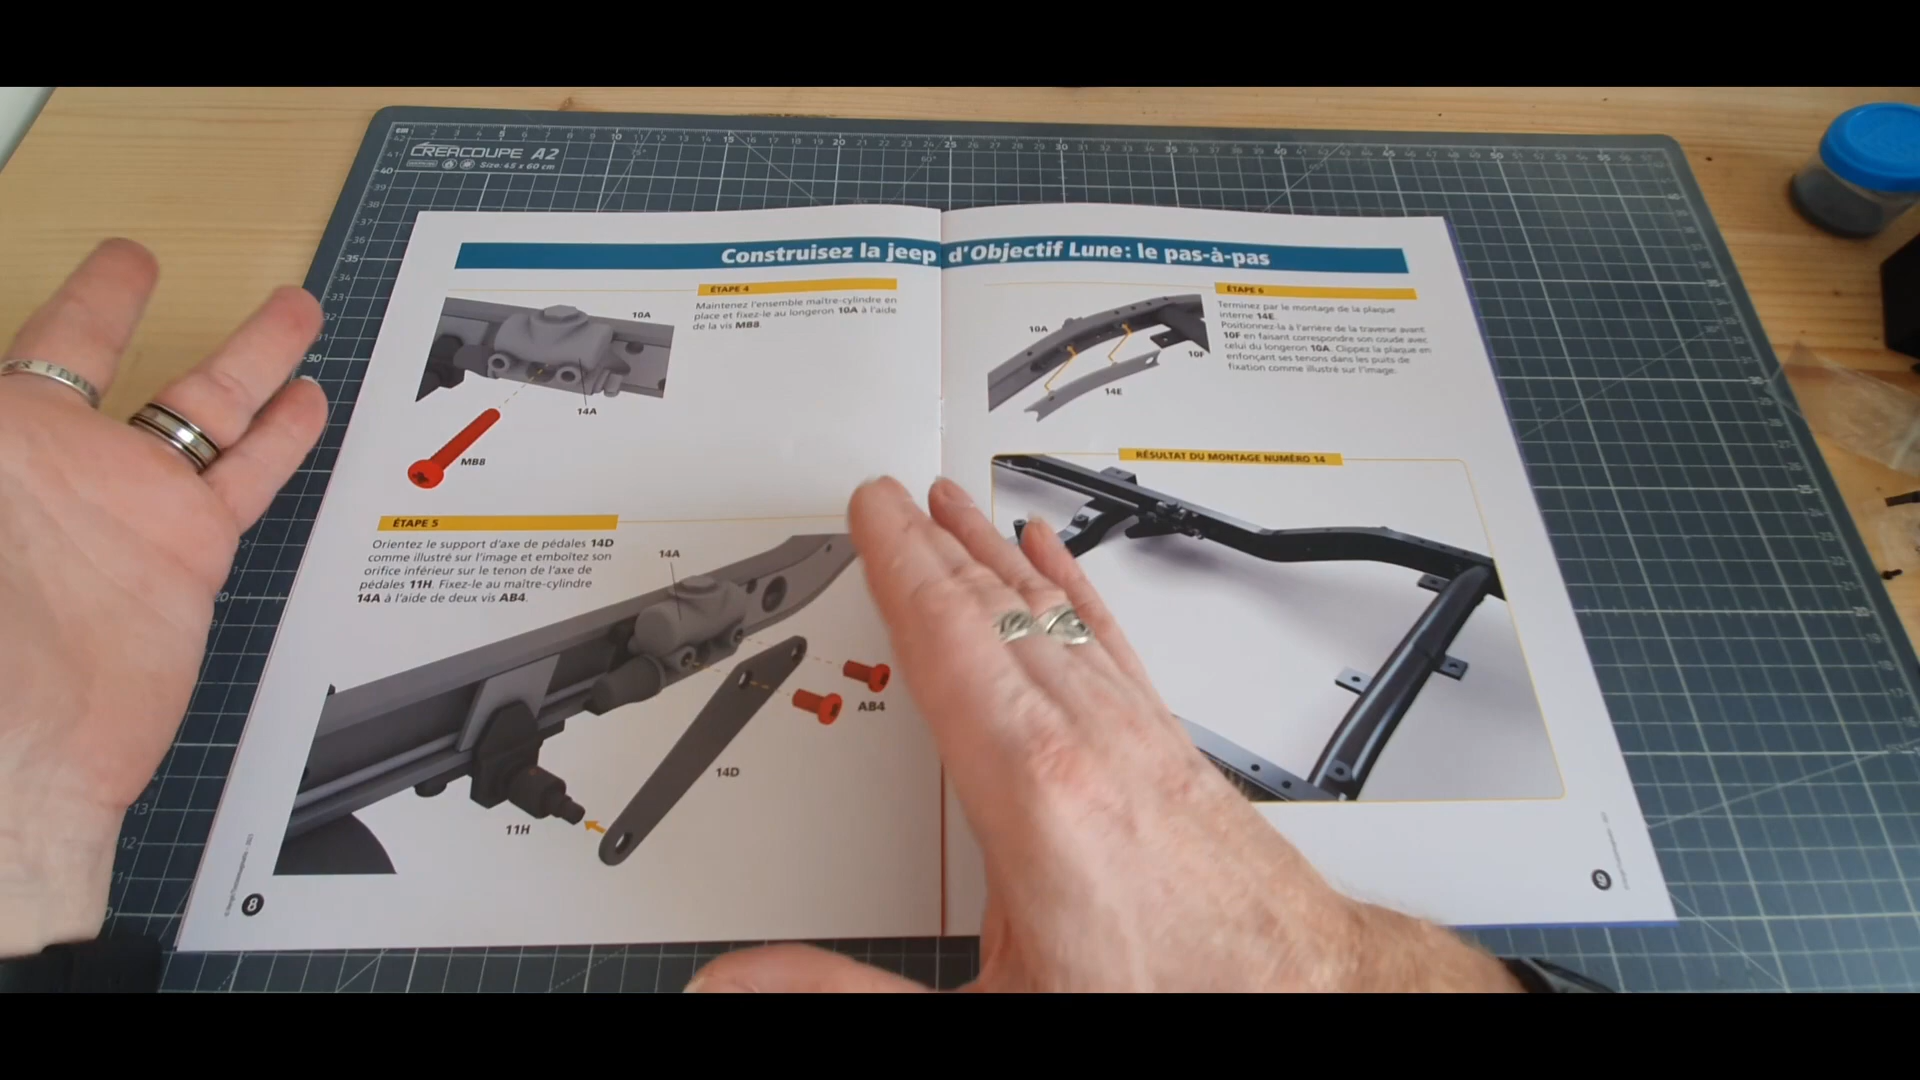 CREACOUPE A2
Size: 45 x 60 cm
Construisez la jeep d'Objectif Lune: le pas-à-pas
ÉTAPE 4
Maintenez l'ensemble maître-cylindre en
place et fixez-le au longeron 10A à l'aide
de la vis MB8.
10A
14A
MB8
ÉTAPE 5
Orientez le support d'axe de pédales 14D
comme illustré sur l'image et emboîtez son
orifice inférieur sur le tenon de l'axe de
pédales 11H. Fixez-le au maître-cylindre
14A à l'aide de deux vis AB4.
14A
AB4
14D
11H
8
ÉTAPE 6
Terminez par le montage de la plaque
interne 14E.
Positionnez-la à l'arrière de la traverse avant
10F en faisant correspondre son coude avec
celui du longeron 10A. Clippez la plaque en
enfonçant ses tenons dans les puits de
fixation comme illustré sur l'image.
10A
10F
14E
RÉSULTAT DU MONTAGE NUMÉRO 14
9